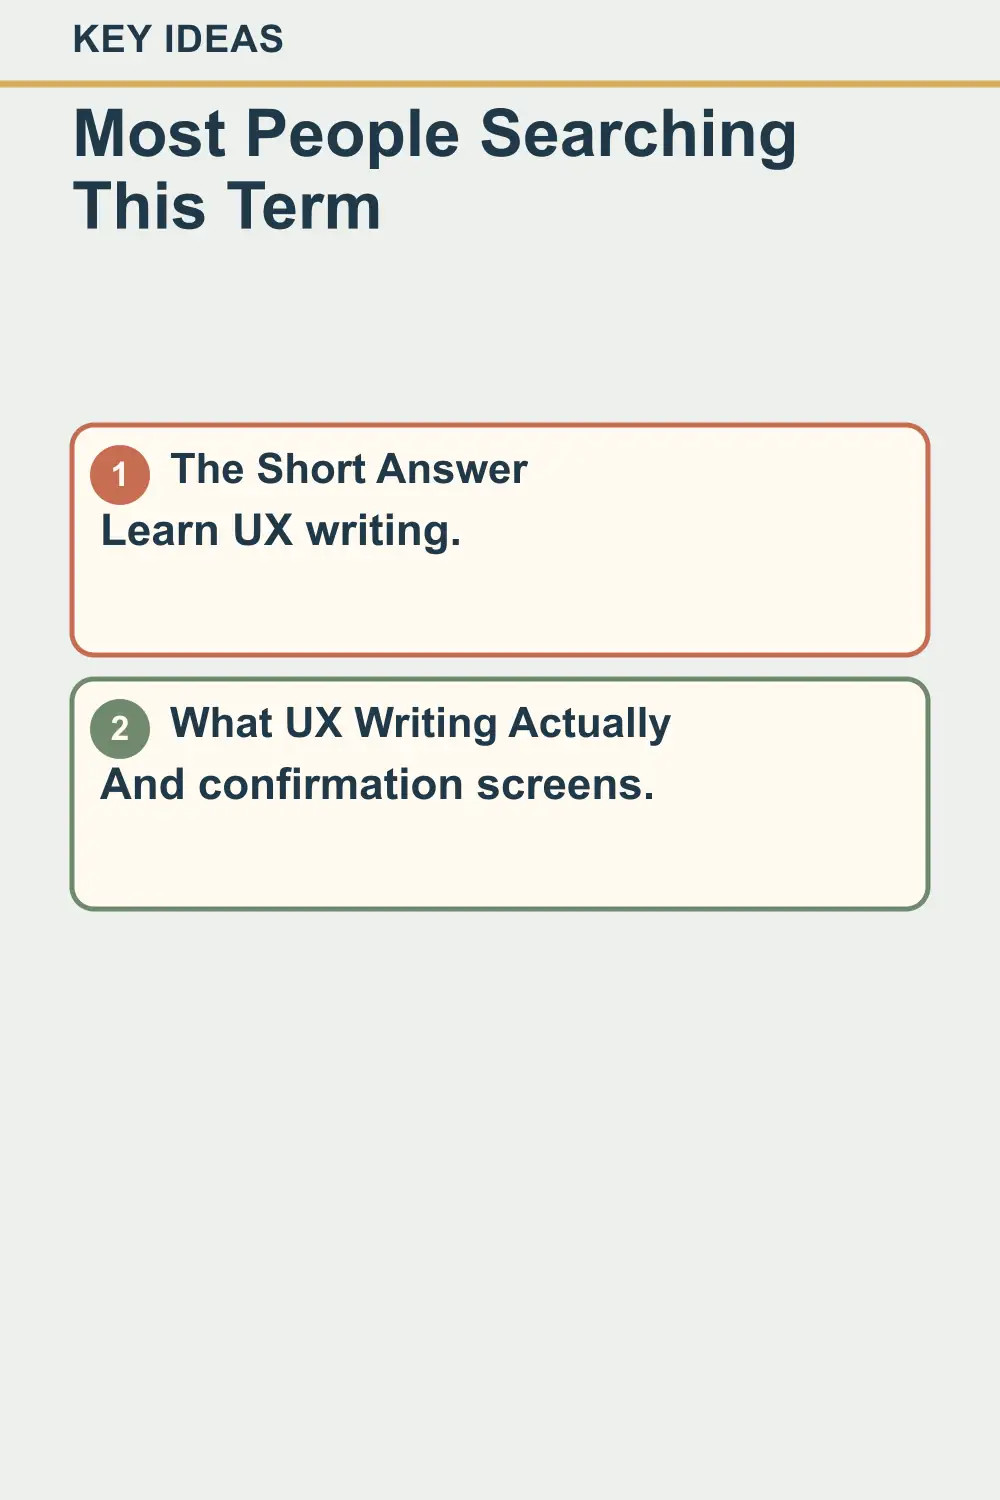 KEY IDEAS
Most People Searching
This Term
1 The Short Answer
Learn UX writing.
2 What UX Writing Actually
And confirmation screens.